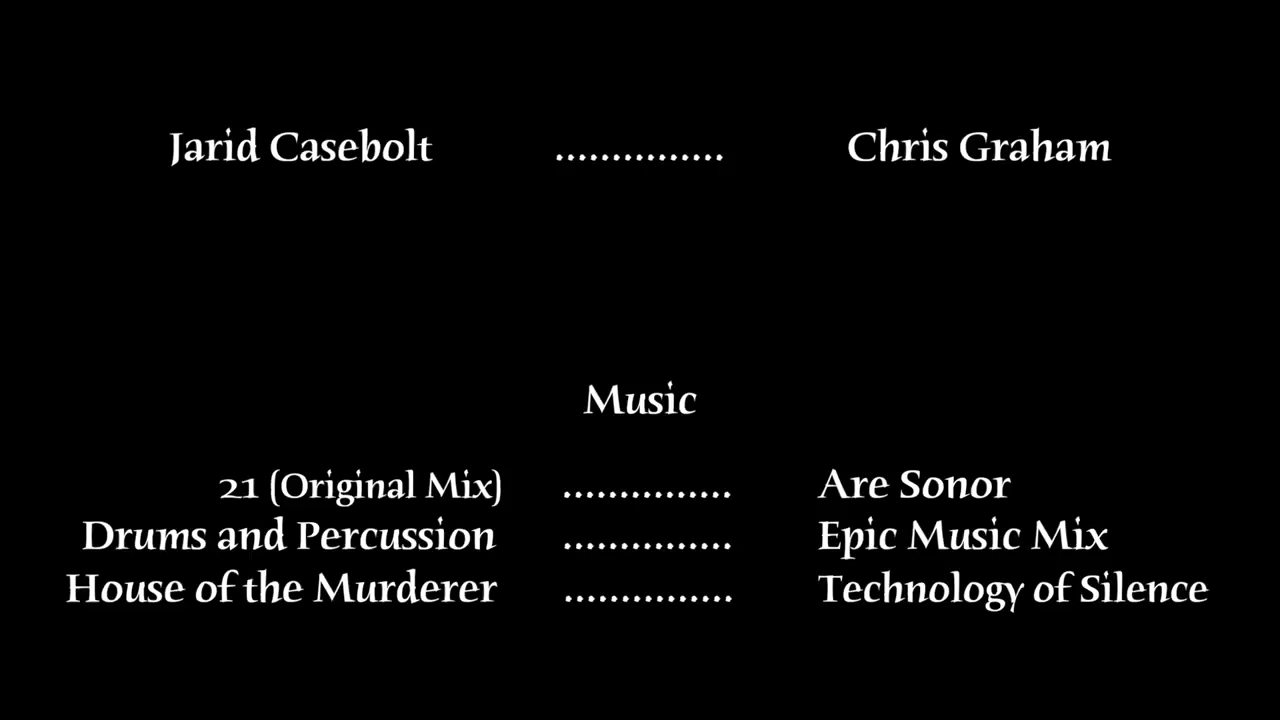 Jarid Casebolt ............... Chris Graham
Music
21 (Original Mix) ............... Are Sonor
Drums and Percussion ............... Epic Music Mix
House of the Murderer ............... Technology of Silence